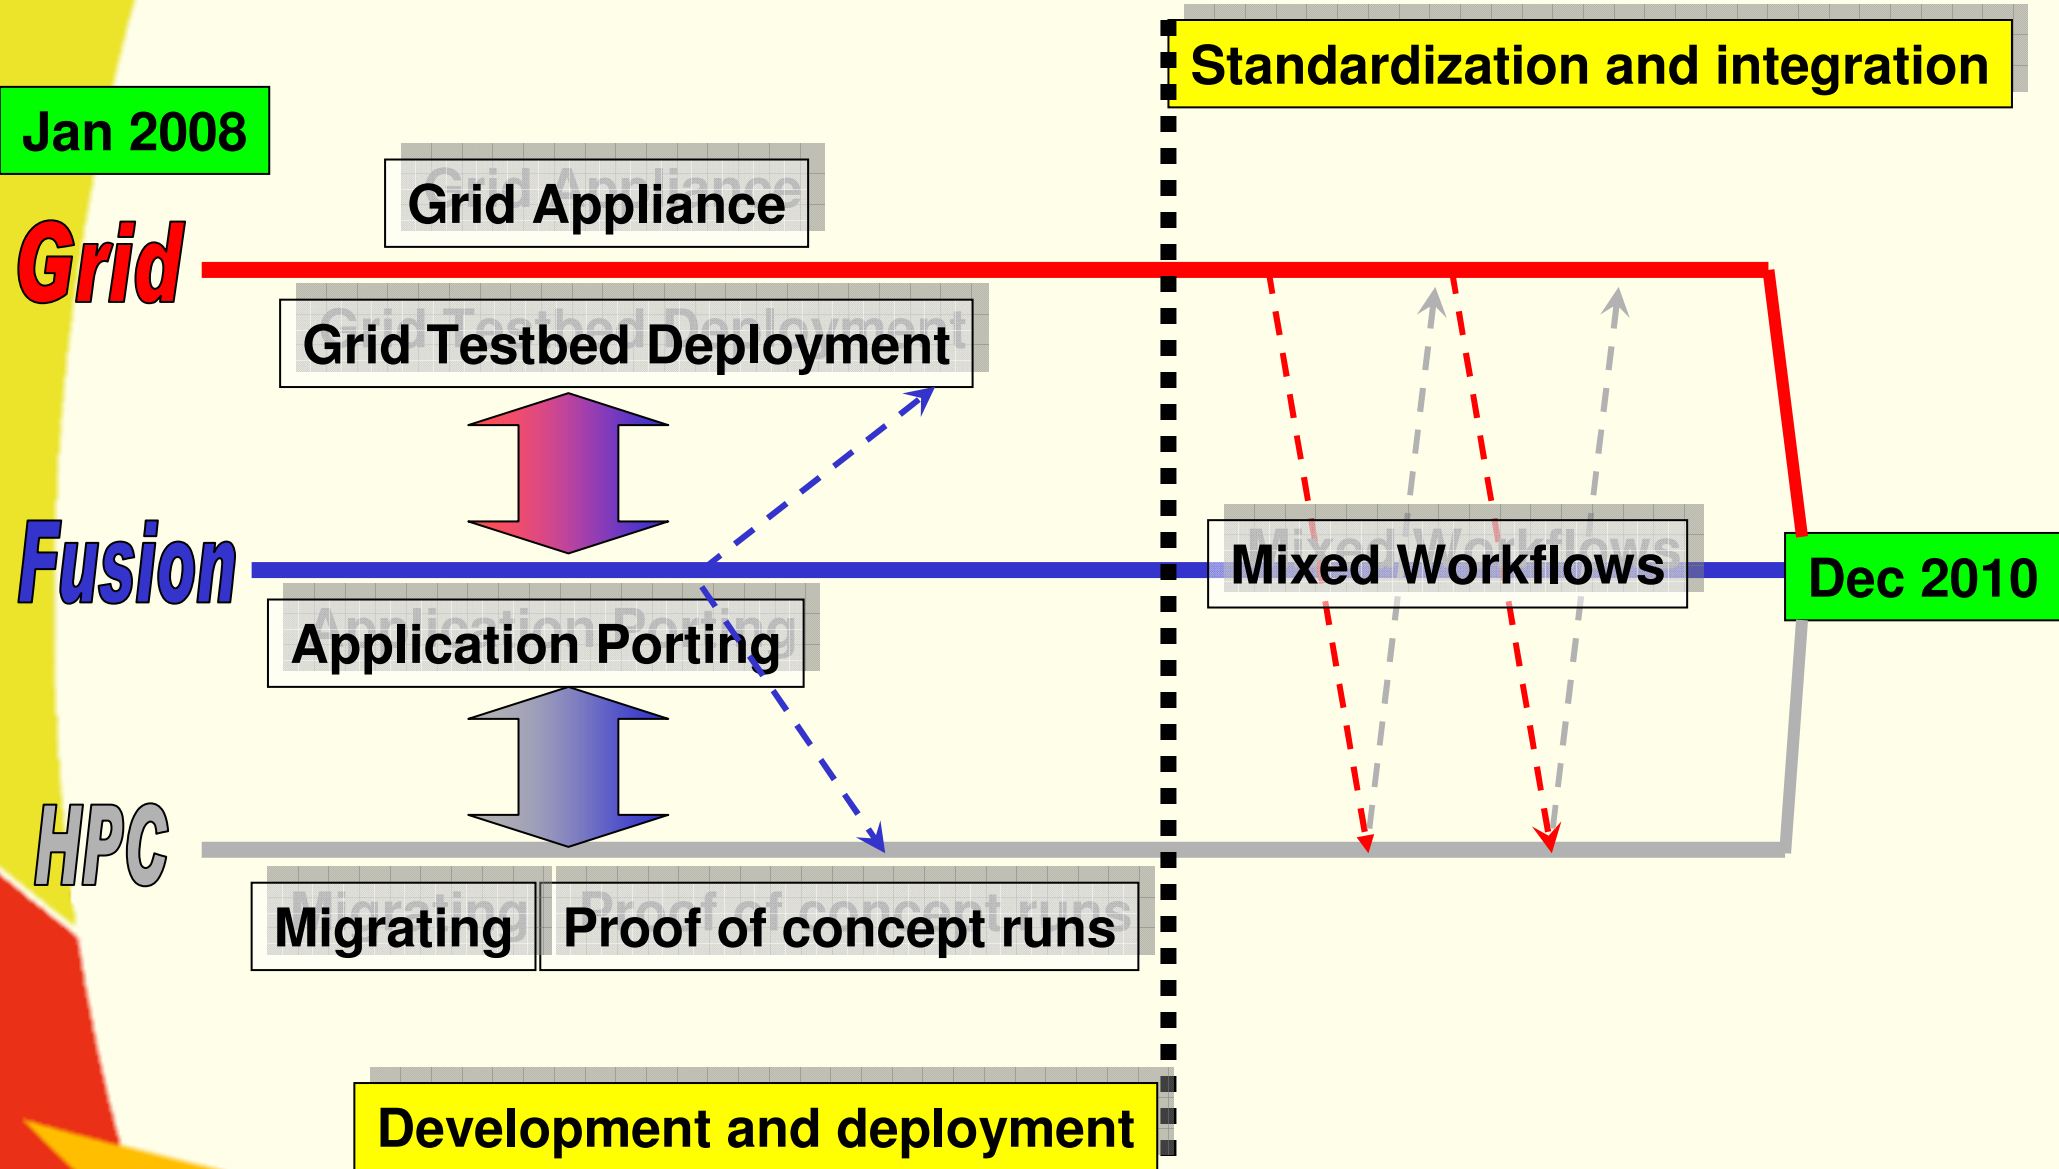 Standardization and integration
Jan 2008
Grid Appliance
Grid
Grid Testbed Deployment
Fusion
Mixed Workflows
Dec 2010
Application Porting
HPC
Migrating
Proof of concept runs
Development and deployment